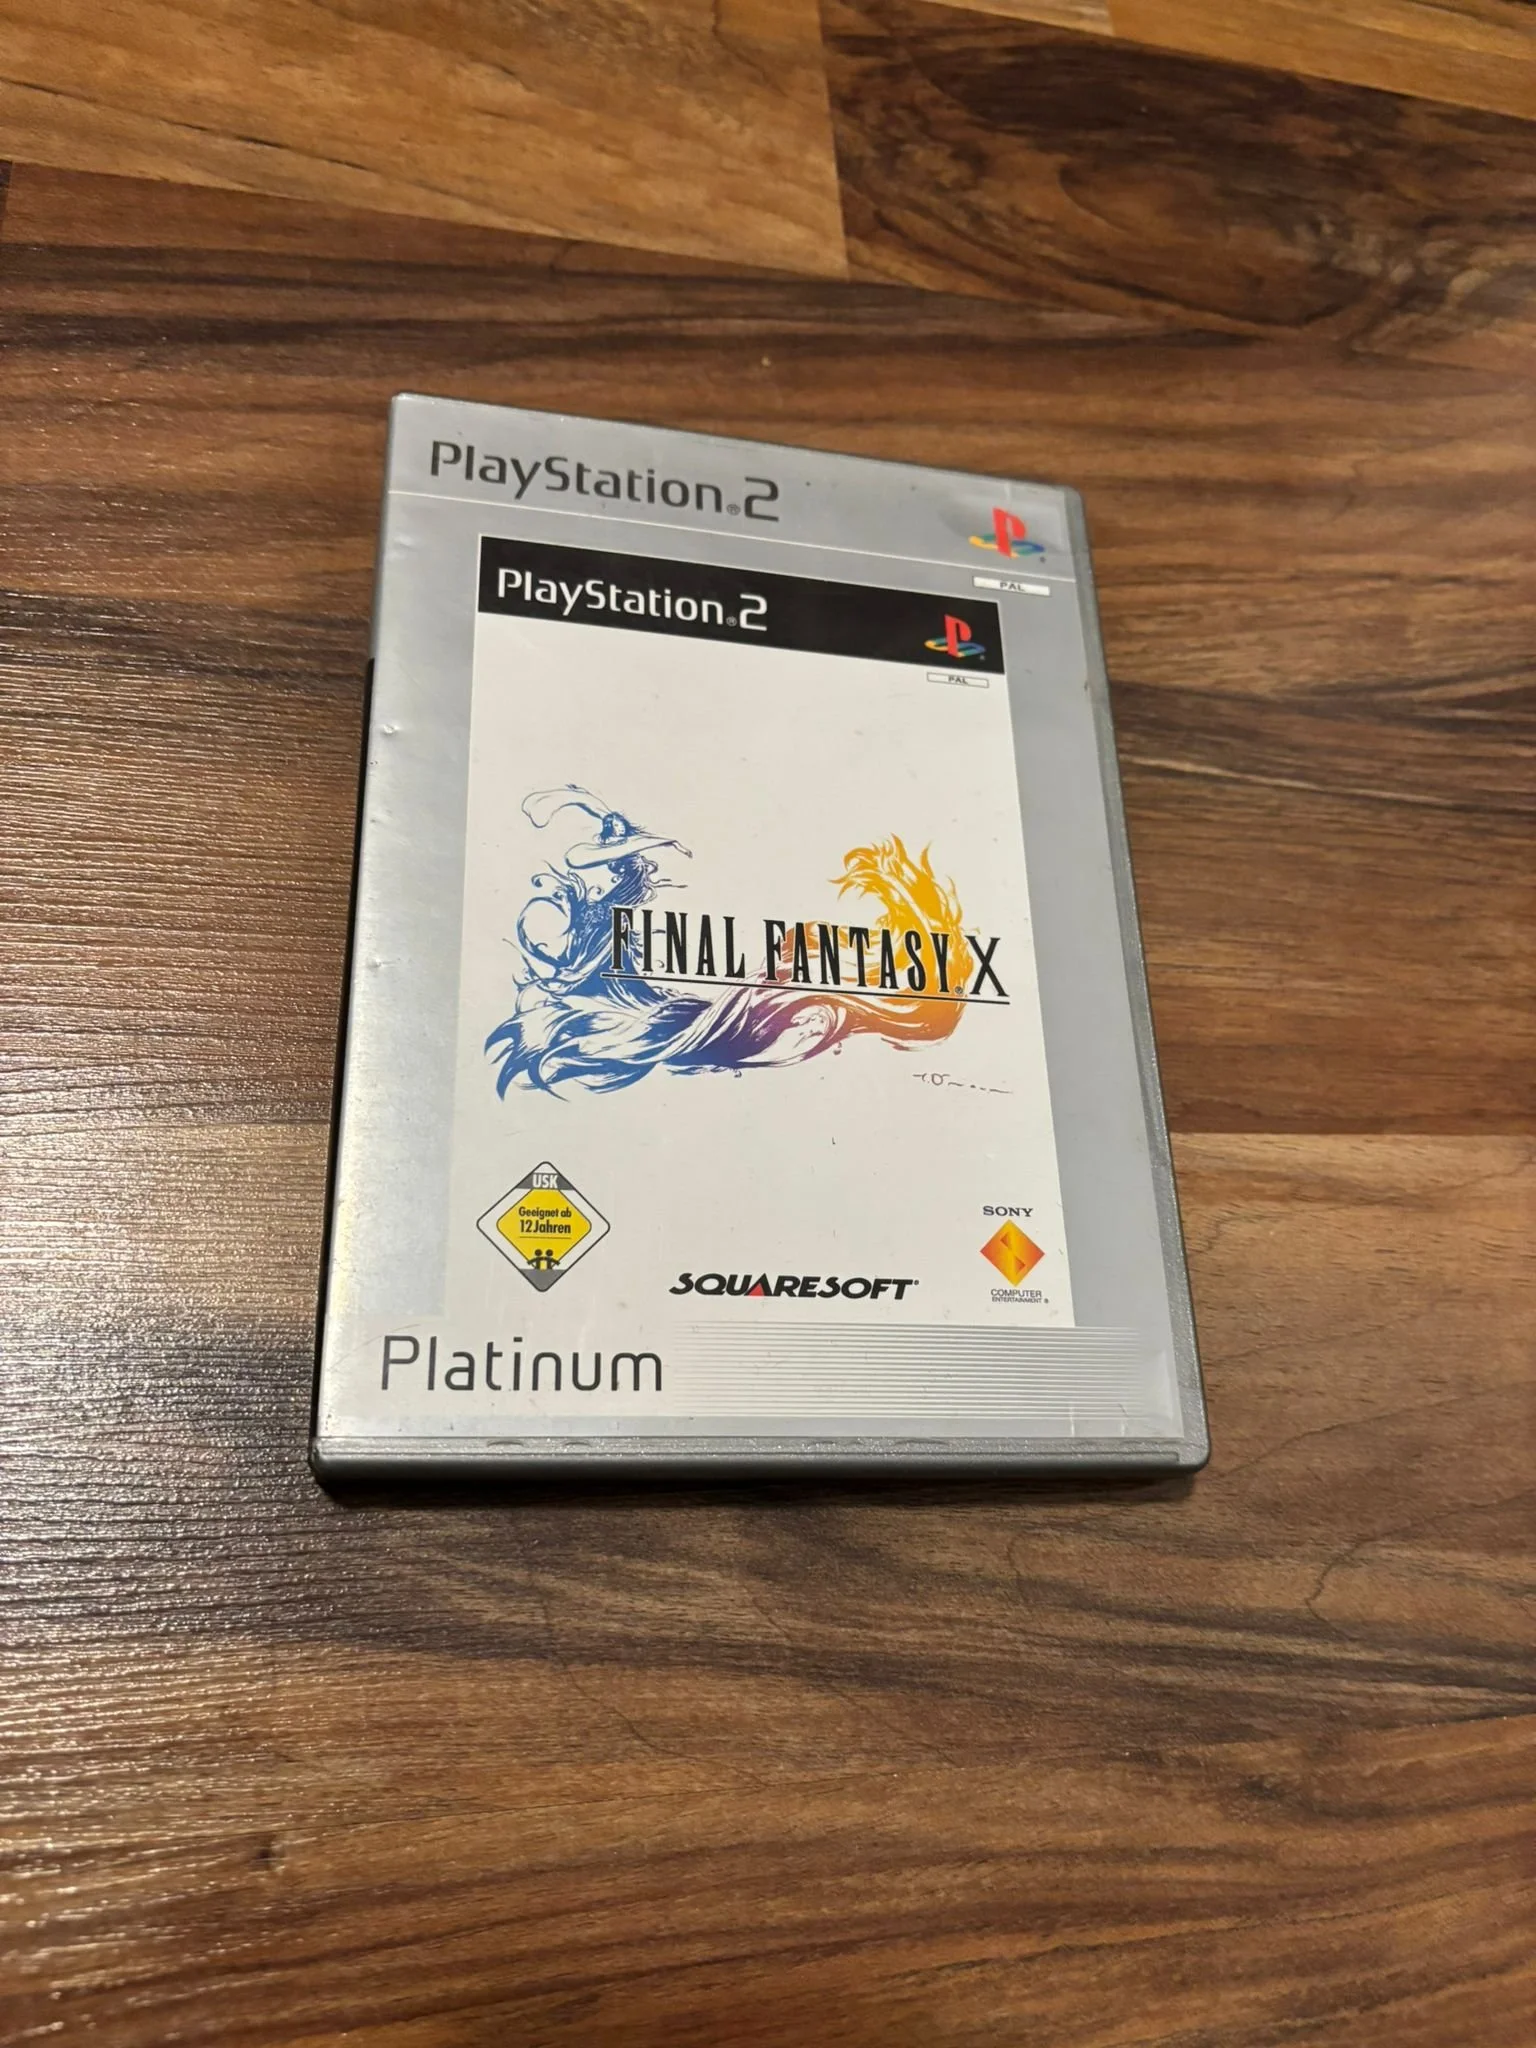 PlayStation®2
PAL
PlayStation®2
PAL
FINAL FANTASY® X
USK
Geeignet ab
12 Jahren
SQUARESOFT®
SONY
COMPUTER
ENTERTAINMENT®
Platinum